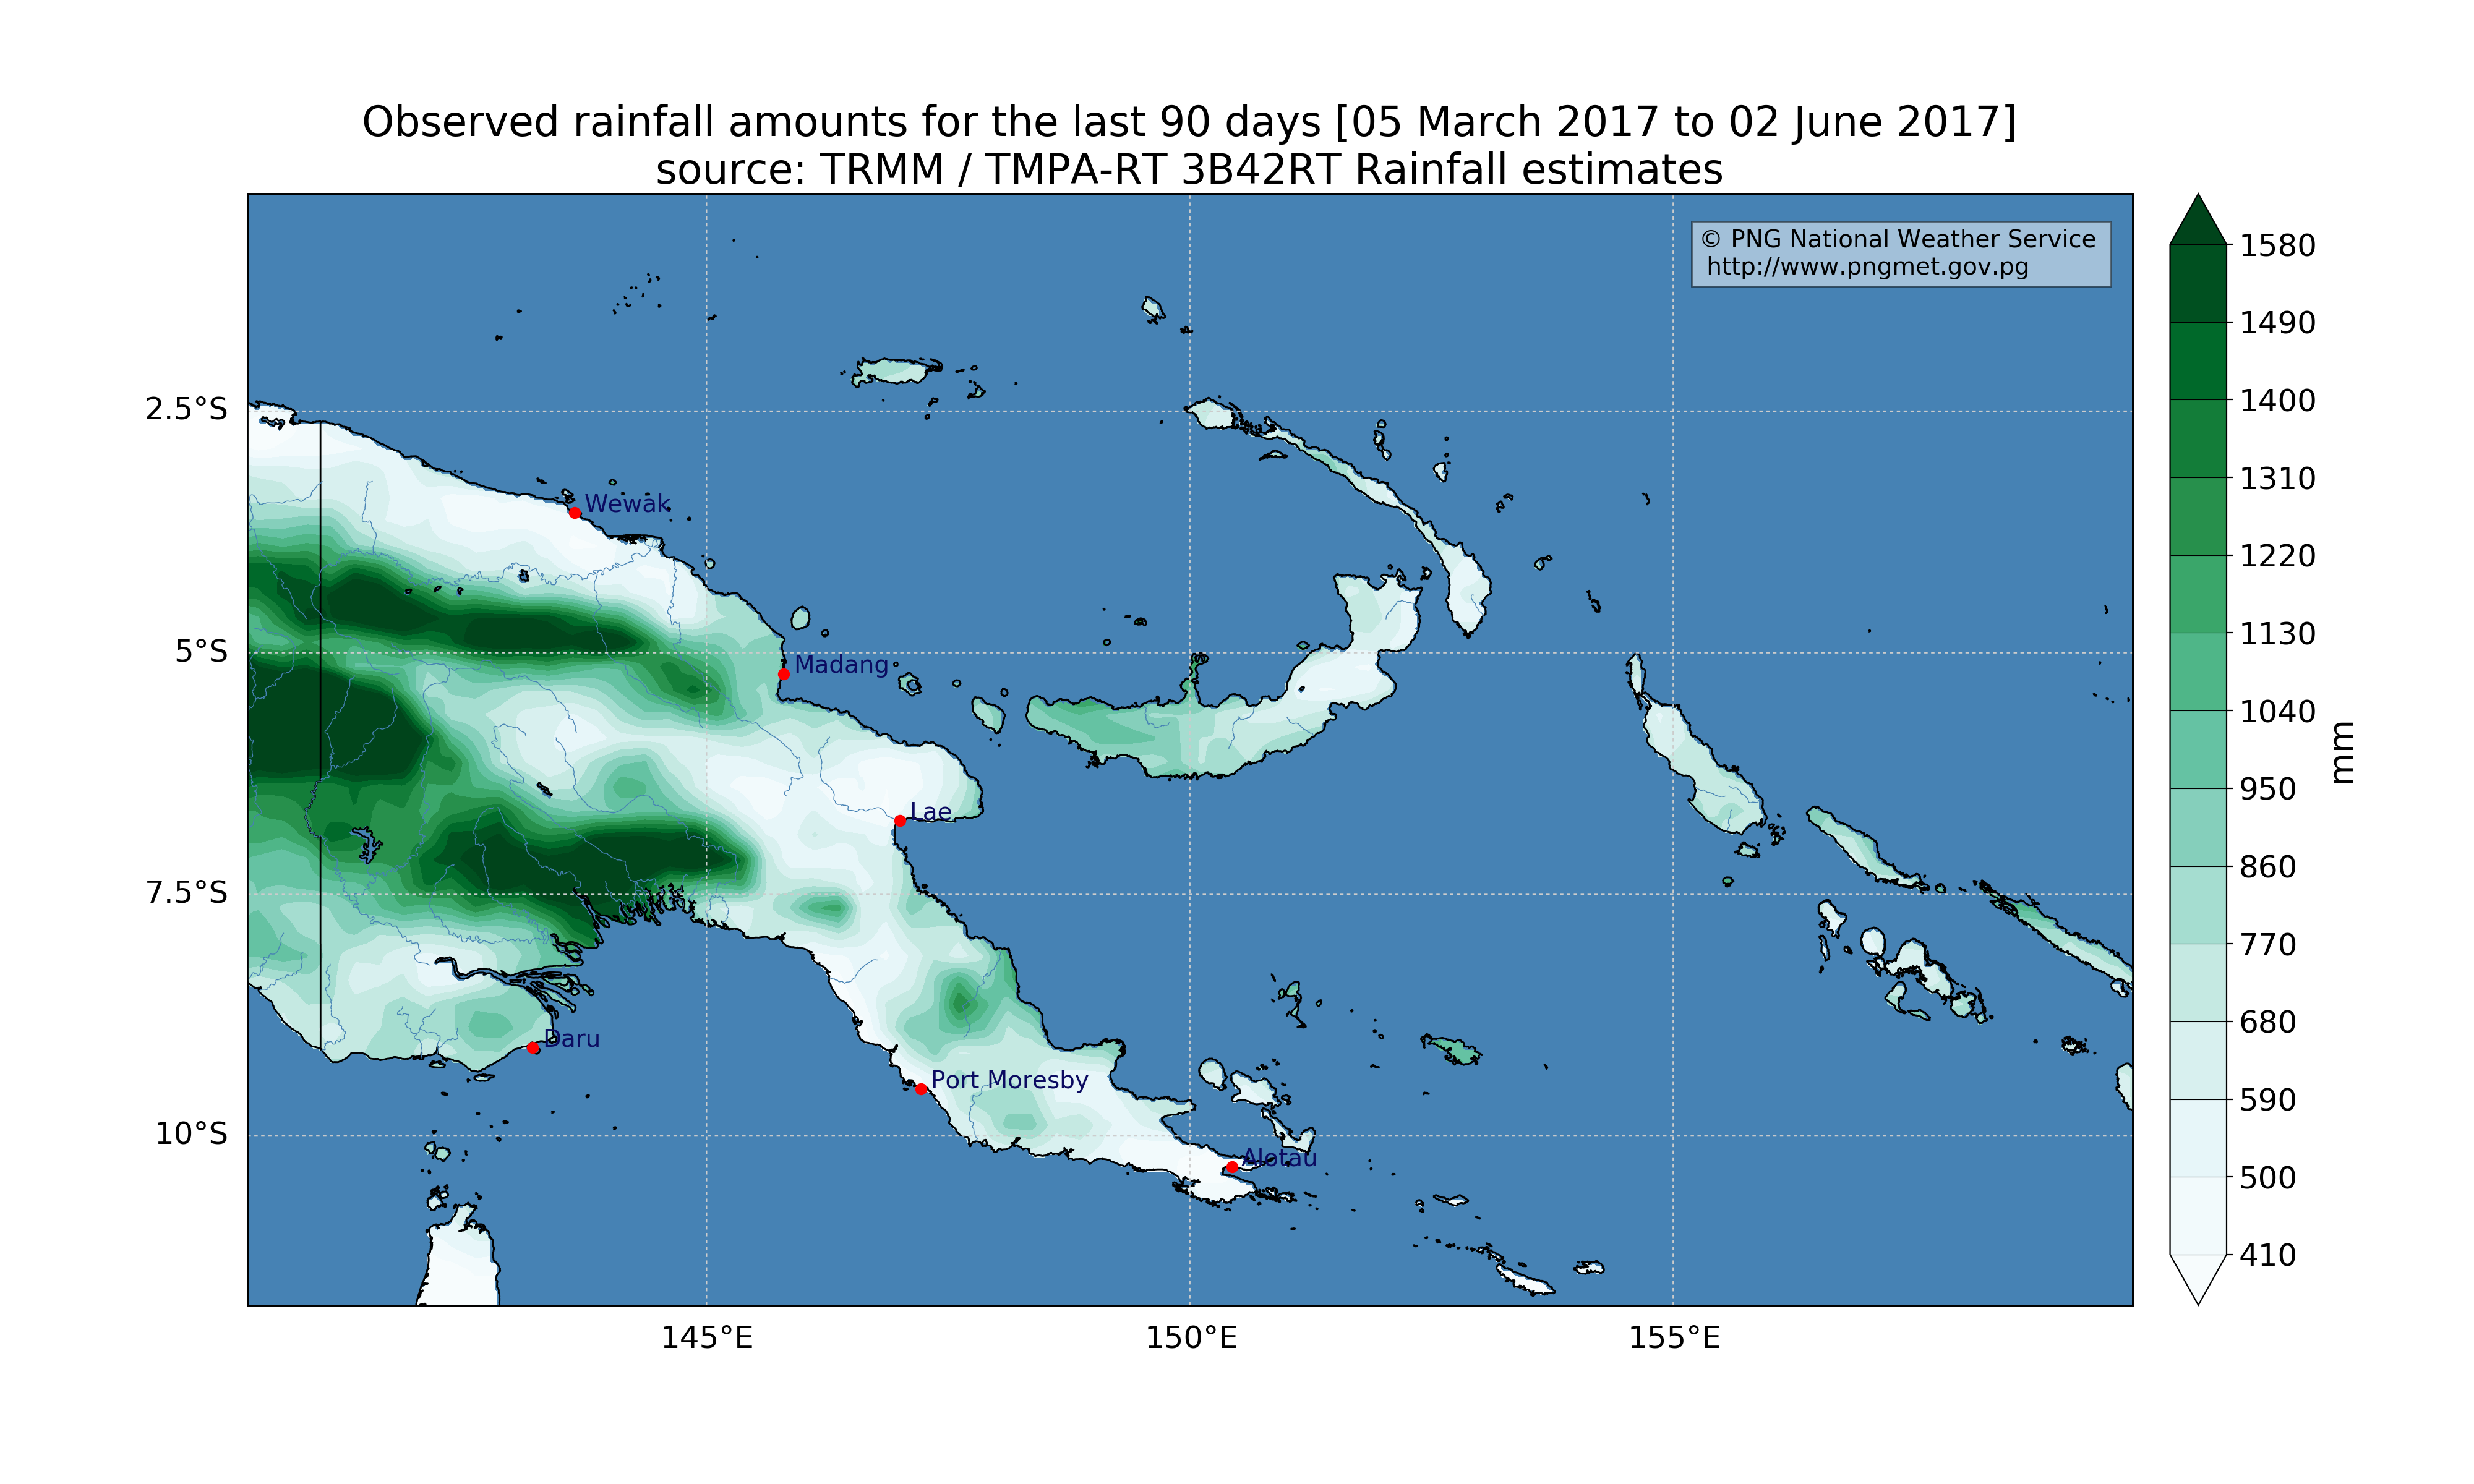 Observed rainfall amounts for the last 90 days [05 March 2017 to 02 June 2017]
source: TRMM / TMPA-RT 3B42RT Rainfall estimates
© PNG National Weather Service
http://www.pngmet.gov.pg
1580
1490
1400
1310
1220
1130
1040
950
860
770
680
590
500
410
mm
2.5°S
5°S
7.5°S
10°S
Wewak
Madang
Lae
Daru
Port Moresby
Alotau
145°E
150°E
155°E